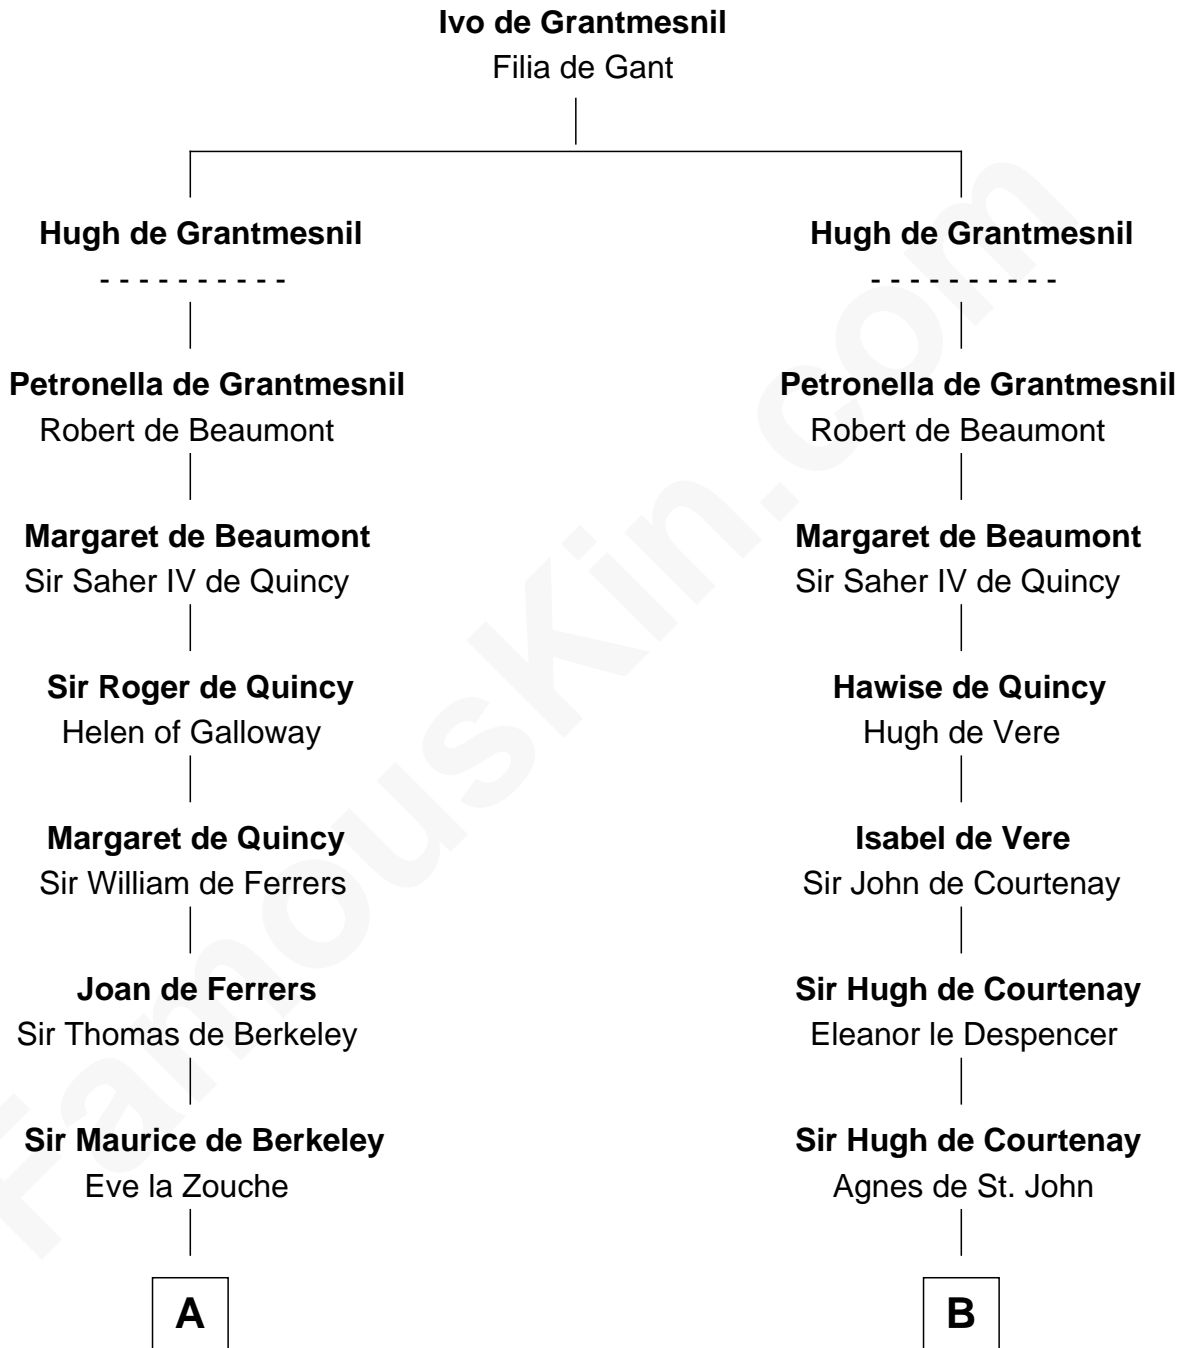 Ivo de Grantmesnil
Filia de Gant
Hugh de Grantmesnil
- - - - - - - - - -
Petronella de Grantmesnil
Robert de Beaumont
Margaret de Beaumont
Sir Saher IV de Quincy
Sir Roger de Quincy
Helen of Galloway
Margaret de Quincy
Sir William de Ferrers
Joan de Ferrers
Sir Thomas de Berkeley
Sir Maurice de Berkeley
Eve la Zouche
A
Hugh de Grantmesnil
- - - - - - - - - -
Petronella de Grantmesnil
Robert de Beaumont
Margaret de Beaumont
Sir Saher IV de Quincy
Hawise de Quincy
Hugh de Vere
Isabel de Vere
Sir John de Courtenay
Sir Hugh de Courtenay
Eleanor le Despencer
Sir Hugh de Courtenay
Agnes de St. John
B
FamousKin.com